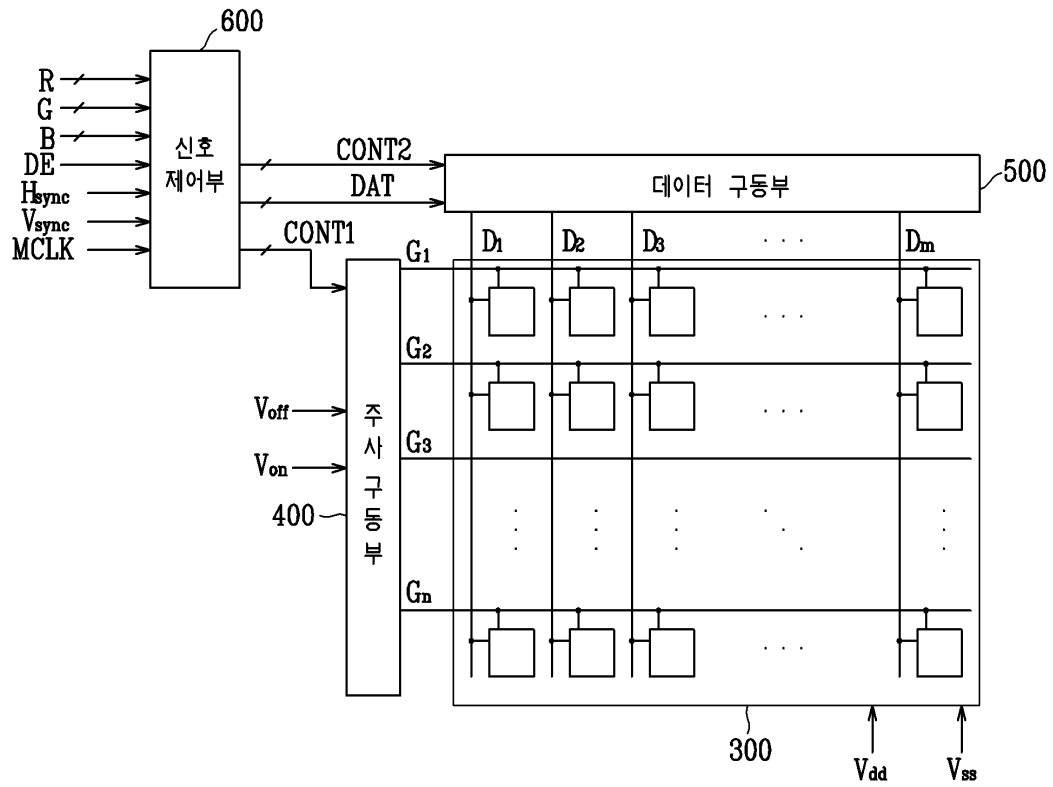 600
R
G
B
DE
Hsync
Vsync
MCLK
신호
제어부
CONT2
DAT
CONT1
데이터 구동부
500
D1 D2 D3 · · · Dm
G1
· · ·
G2
· · ·
G3
Gn
· · ·
Voff
Von
400
주
사
구
동
부
300
Vdd
Vss